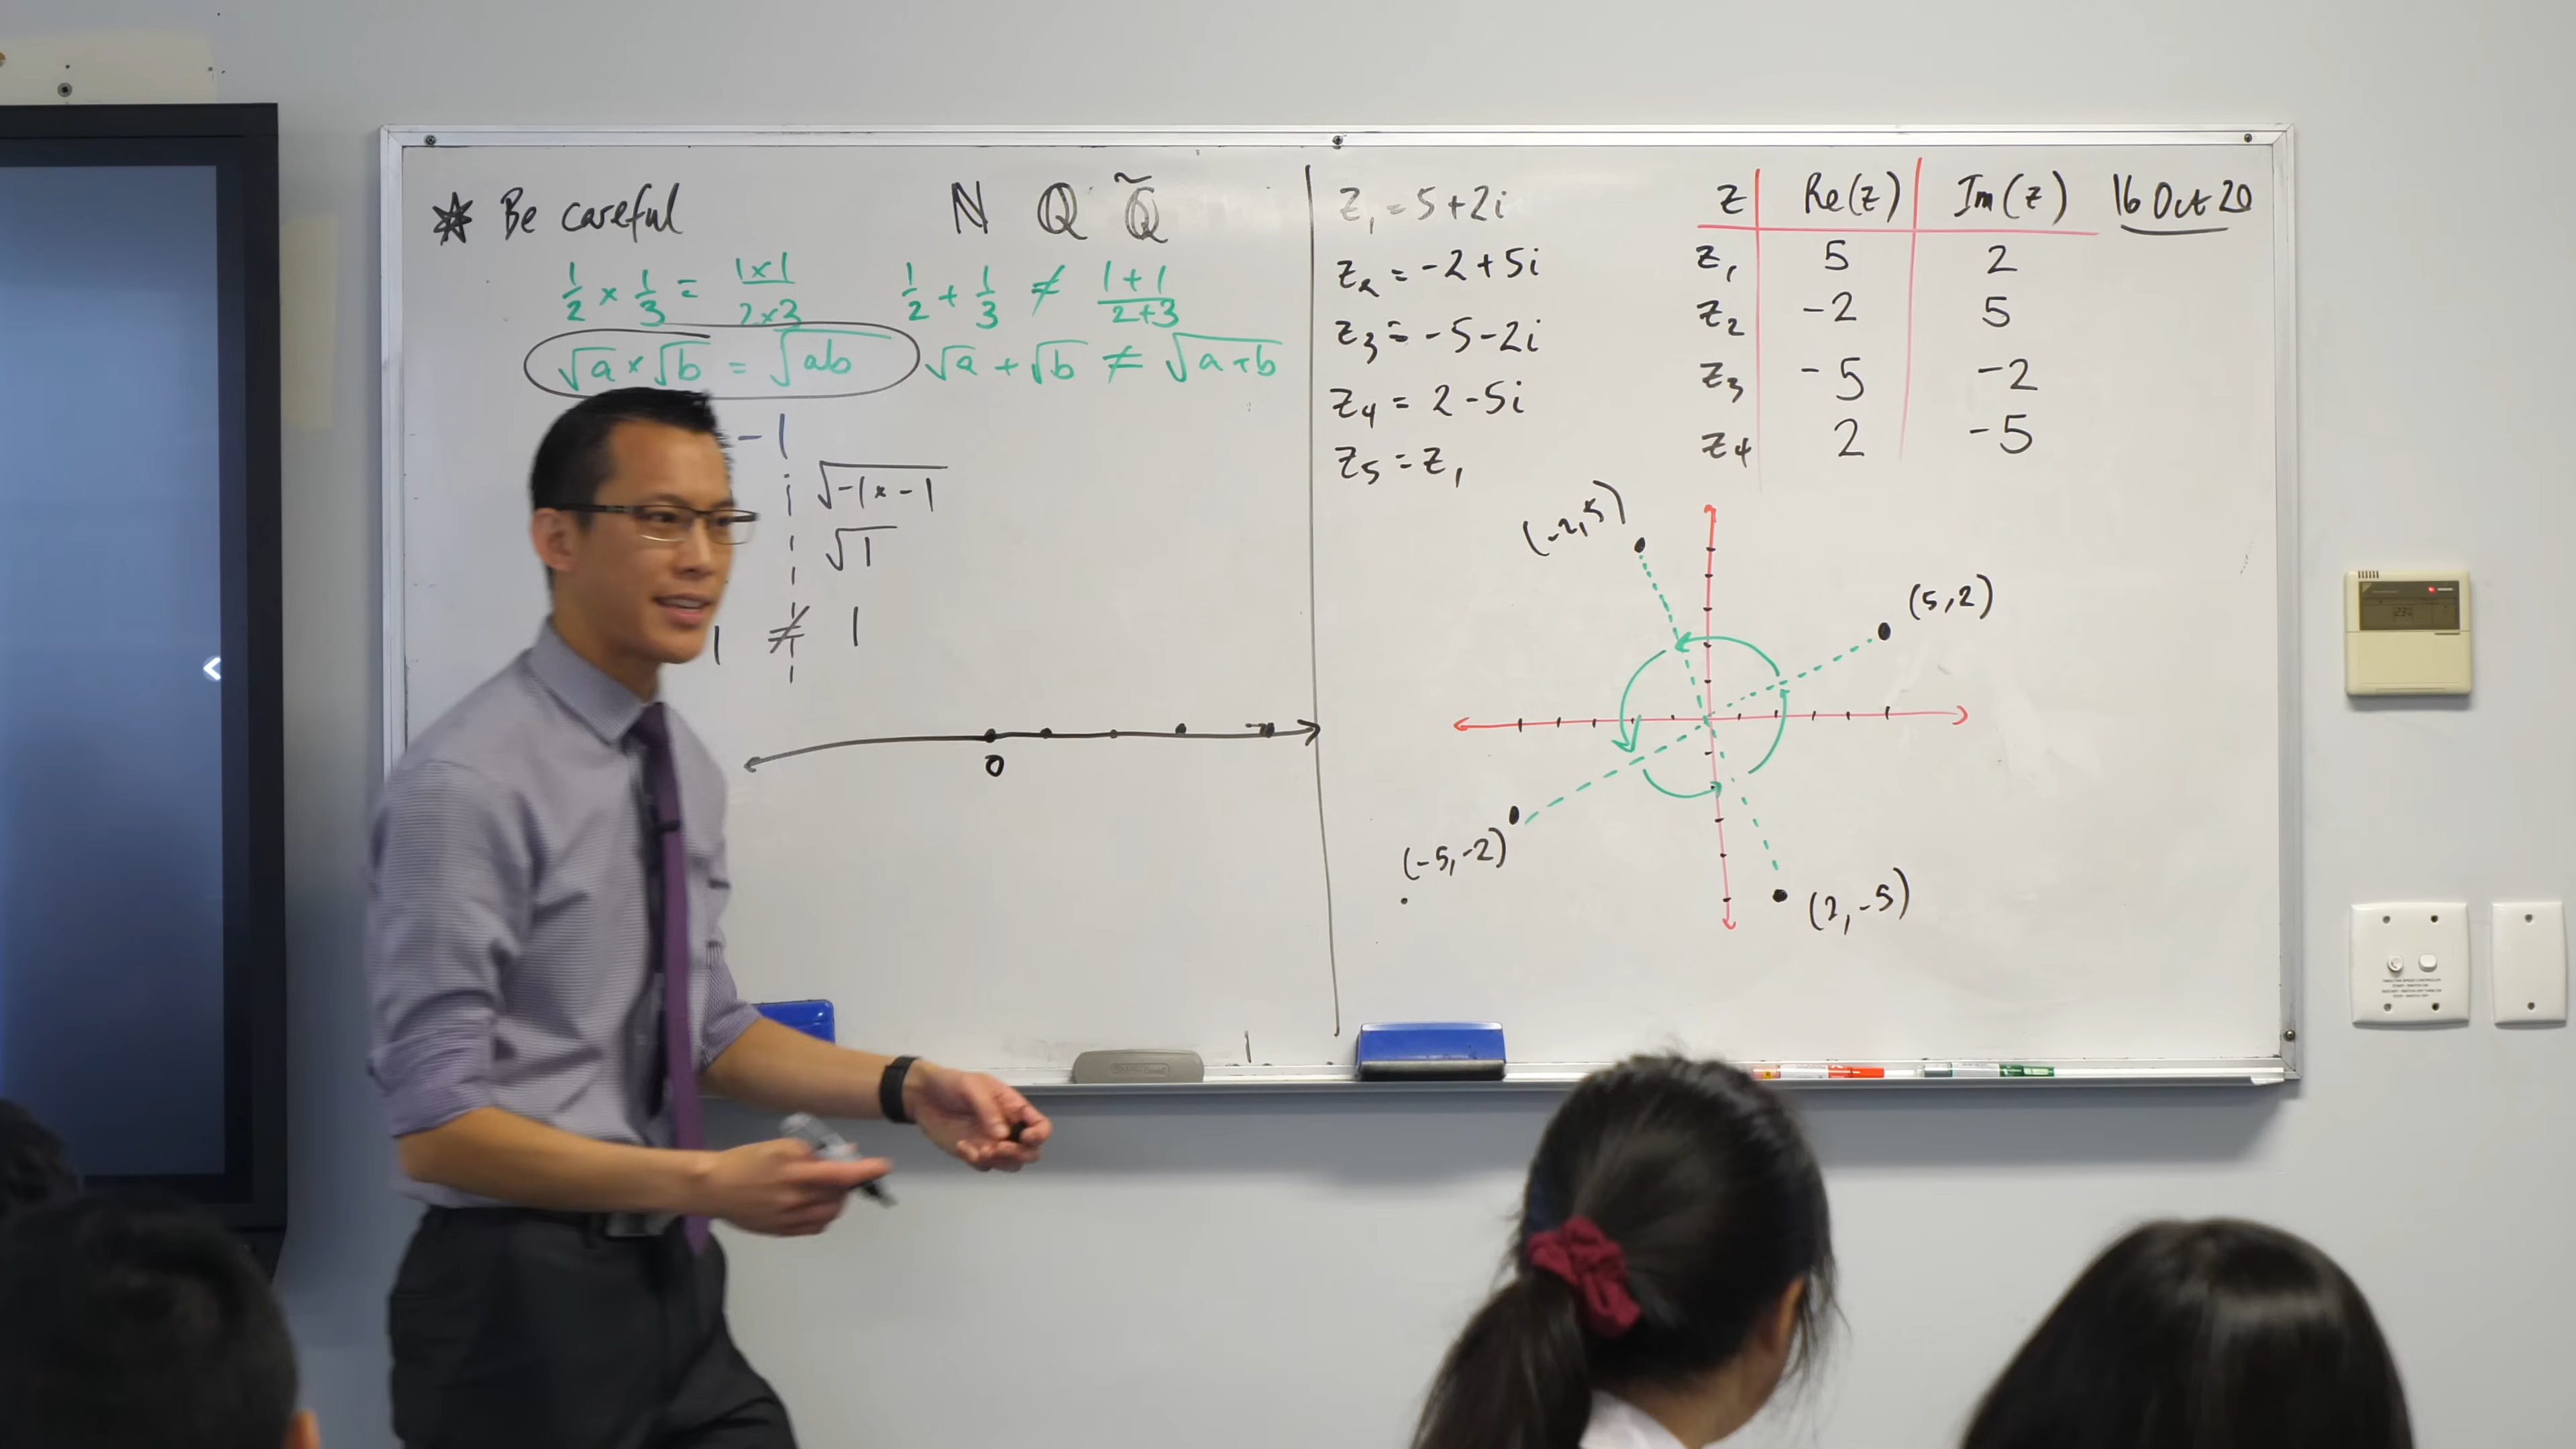 * Be careful
N Q Q̃
1/2 × 1/3 = 1×1/2×3
1/2 + 1/3 ≠ 1+1/2+3
√a × √b = √ab
√a + √b ≠ √a+b
-1
i √-1×-1
√1
1 ≠ 1
0
z₁ = 5+2i
z₂ = -2+5i
z₃ = -5-2i
z₄ = 2-5i
z₅ = z₁
z Re(z) Im(z)
z₁ 5 2
z₂ -2 5
z₃ -5 -2
z₄ 2 -5
16 Oct 20
(-2,5)
(5,2)
(-5,-2)
(2,-5)